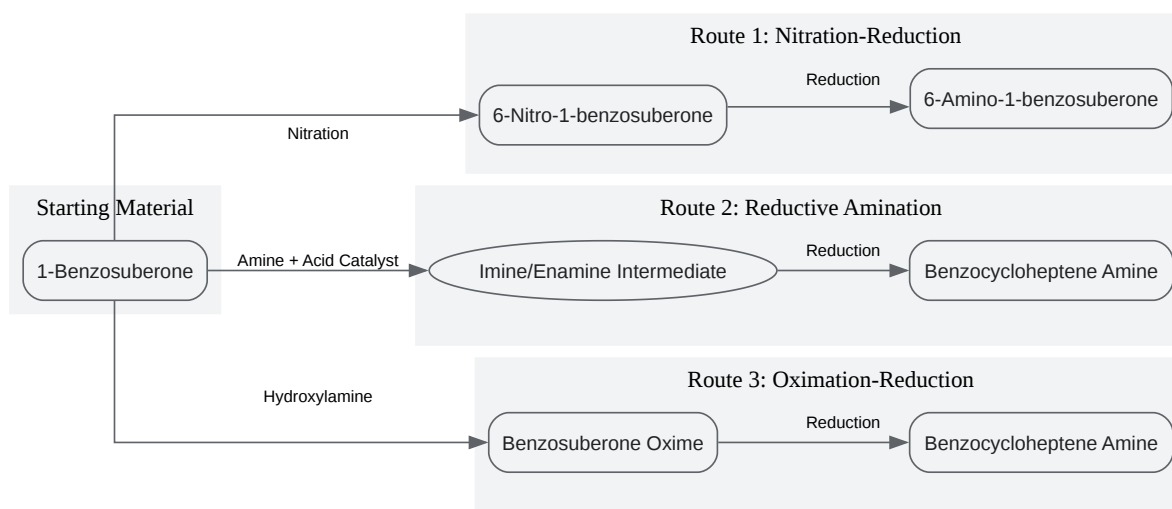 Route 1: Nitration-Reduction
6-Nitro-1-benzosuberone
Reduction
6-Amino-1-benzosuberone
Nitration
Starting Material
1-Benzosuberone
Route 2: Reductive Amination
Amine + Acid Catalyst
Imine/Enamine Intermediate
Reduction
Benzocycloheptene Amine
Hydroxylamine
Route 3: Oximation-Reduction
Benzosuberone Oxime
Reduction
Benzocycloheptene Amine